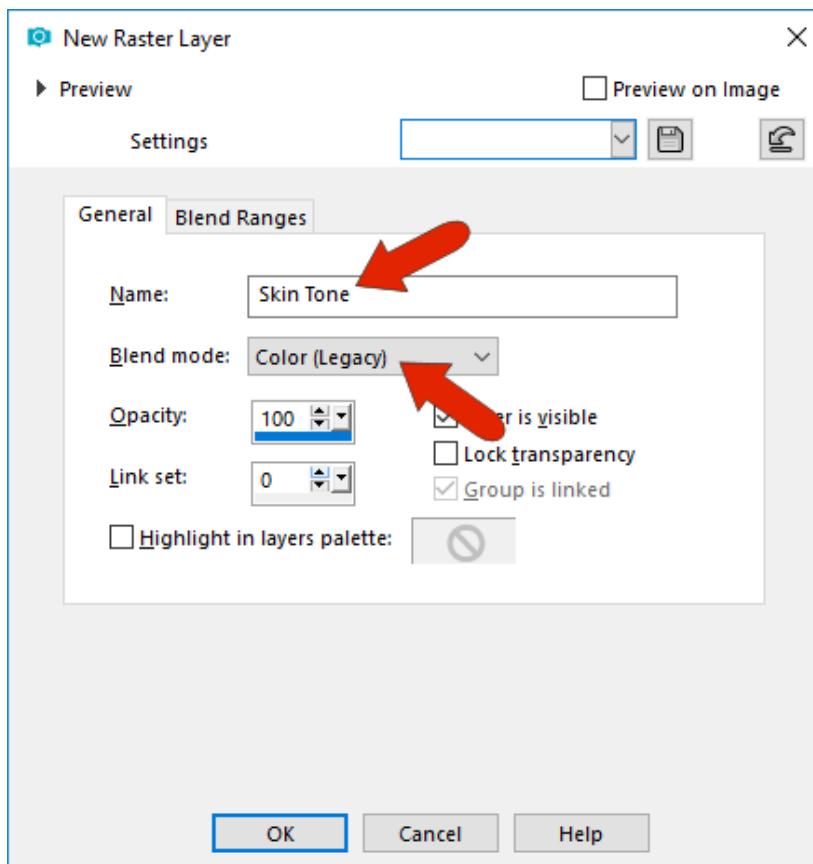 New Raster Layer
Preview
Preview on Image
Settings
General
Blend Ranges
Name:
Skin Tone
Blend mode:
Color (Legacy)
Opacity:
100
is visible
Link set:
0
Lock transparency
Group is linked
Highlight in layers palette:
OK
Cancel
Help